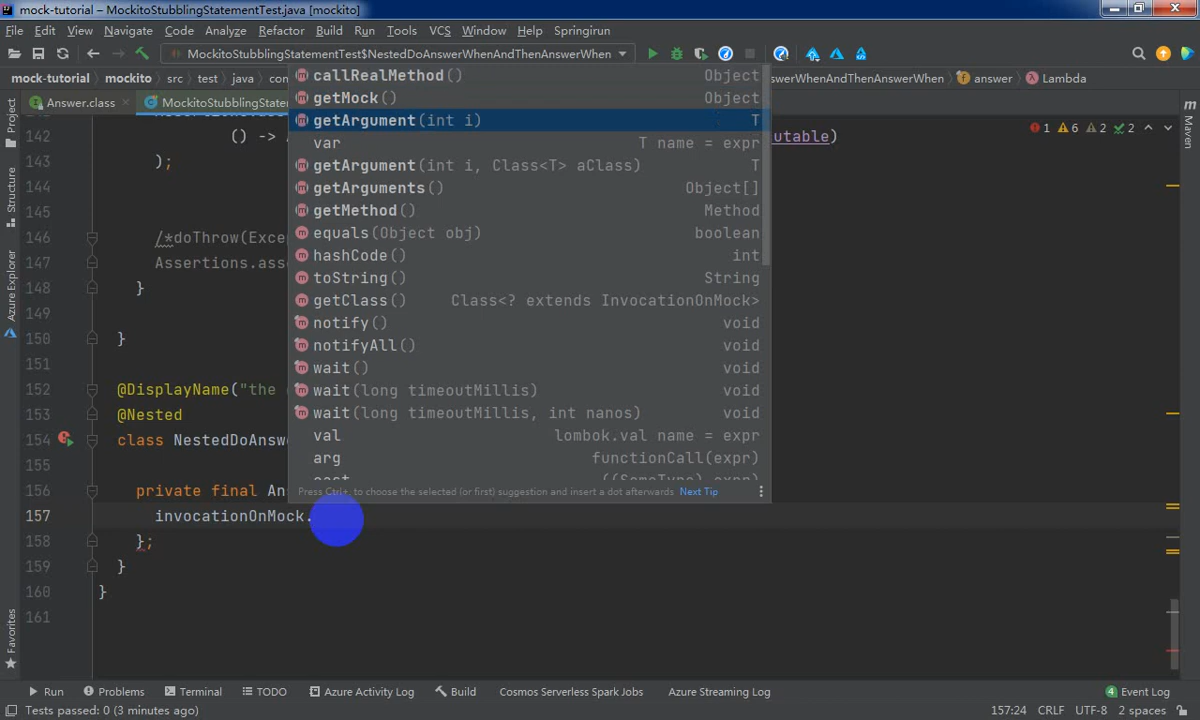 mock-tutorial – MockitoStubblingStatementTest.java [mockito]
File Edit View Navigate Code Analyze Refactor Build Run Tools VCS Window Help Springirun
MockitoStubblingStatementTest$NestedDoAnswerWhenAndThenAnswerWhen
mock-tutorial mockito src test java con swerWhenAndThenAnswerWhen answer Lambda
Answer.class MockitoStubblingStatemen
callRealMethod() Object
getMock() Object
getArgument(int i) T
var T name = expr
getArgument(int i, Class<T> aClass) T
getArguments() Object[]
getMethod() Method
equals(Object obj) boolean
hashCode() int
toString() String
getClass() Class<? extends InvocationOnMock>
notify() void
notifyAll() void
wait() void
wait(long timeoutMillis) void
wait(long timeoutMillis, int nanos) void
val lombok.val name = expr
arg functionCall(expr)
cast ((SomeType) expr)
Press Ctrl+. to choose the selected (or first) suggestion and insert a dot afterwards Next Tip
1 6 2 2
142 () -> utable)
143 );
144
145
146 /*doThrow(Excep
147 Assertions.asse
148 }
149
150 }
151
152 @DisplayName("the
153 @Nested
154 class NestedDoAnsw
155
156 private final An
157 invocationOnMock.
158 };
159 }
160 }
161
Project
Structure
Azure Explorer
Favorites
Maven
Run Problems Terminal TODO Azure Activity Log Build Cosmos Serverless Spark Jobs Azure Streaming Log 4 Event Log
Tests passed: 0 (3 minutes ago) 157:24 CRLF UTF-8 2 spaces